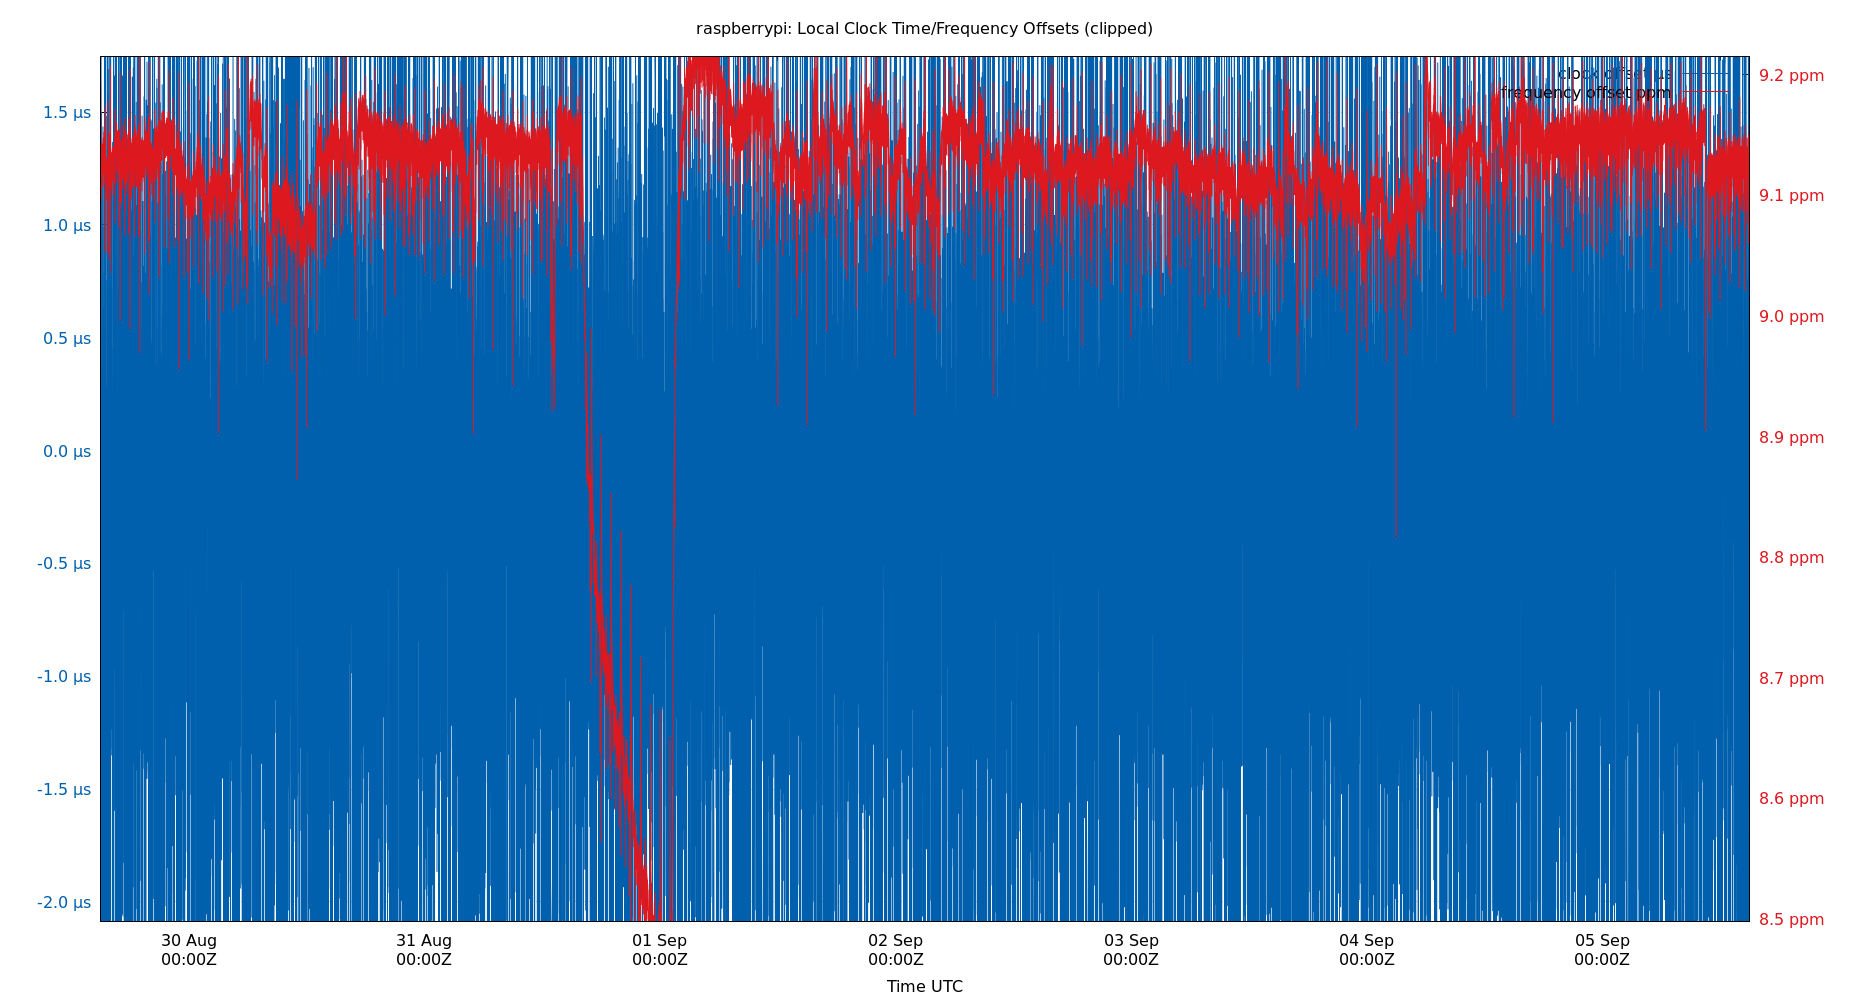 raspberrypi: Local Clock Time/Frequency Offsets (clipped)
clock offset µs
frequency offset ppm
1.5 µs
1.0 µs
0.5 µs
0.0 µs
-0.5 µs
-1.0 µs
-1.5 µs
-2.0 µs
9.2 ppm
9.1 ppm
9.0 ppm
8.9 ppm
8.8 ppm
8.7 ppm
8.6 ppm
8.5 ppm
30 Aug
00:00Z
31 Aug
00:00Z
01 Sep
00:00Z
02 Sep
00:00Z
03 Sep
00:00Z
04 Sep
00:00Z
05 Sep
00:00Z
Time UTC